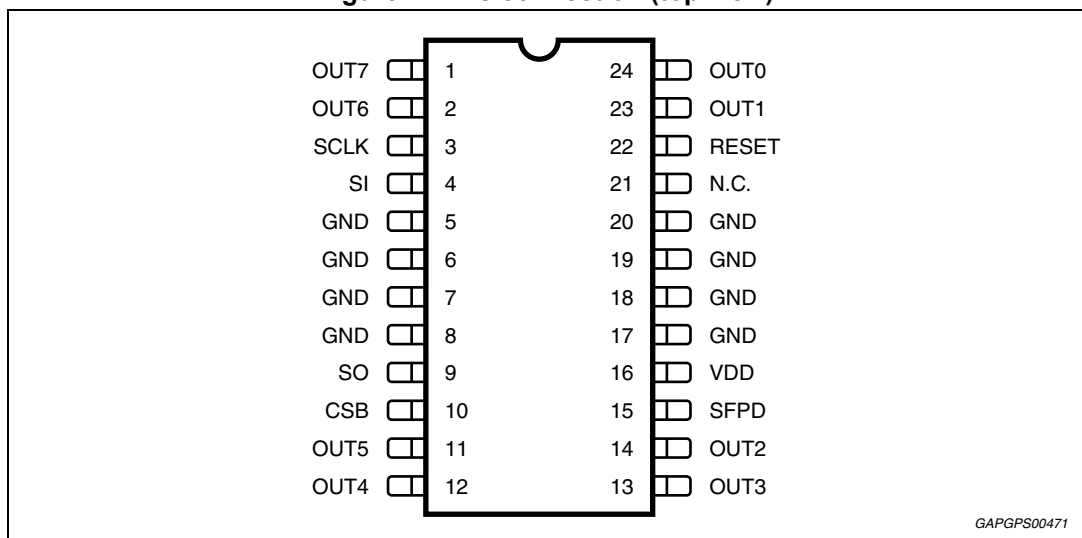 OUT7 1 24 OUT0
OUT6 2 23 OUT1
SCLK 3 22 RESET
SI 4 21 N.C.
GND 5 20 GND
GND 6 19 GND
GND 7 18 GND
GND 8 17 GND
SO 9 16 VDD
CSB 10 15 SFPD
OUT5 11 14 OUT2
OUT4 12 13 OUT3
GAPGPS00471